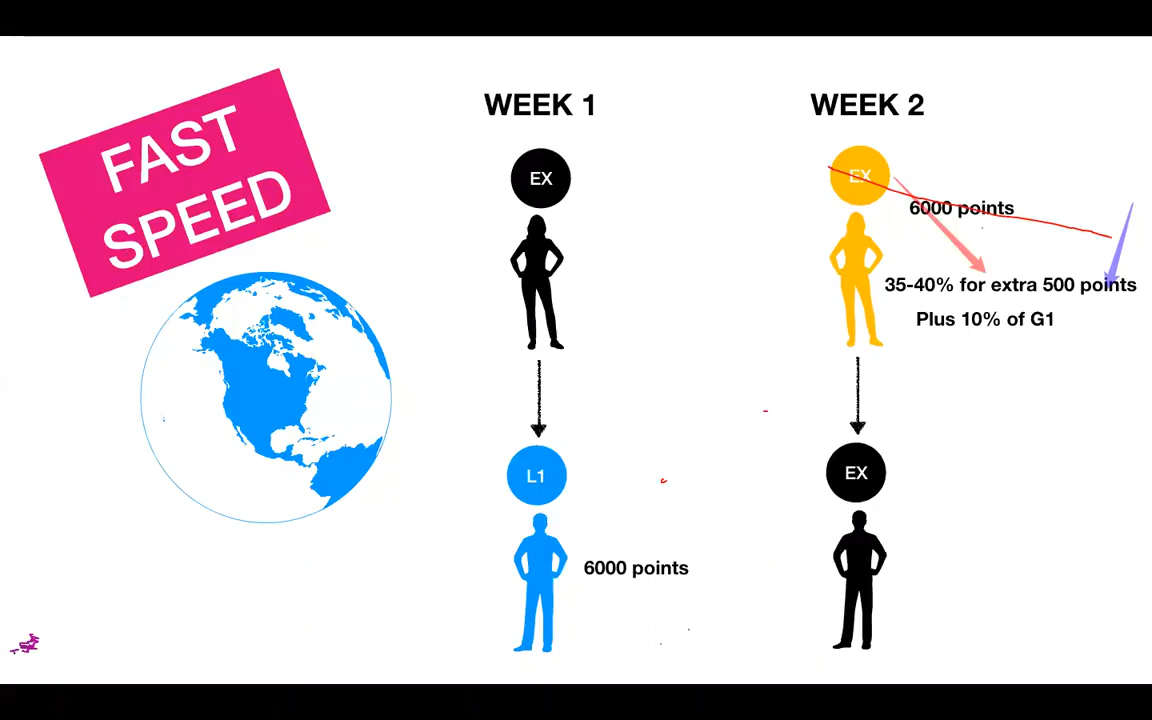 FAST
SPEED
WEEK 1
EX
L1
6000 points
WEEK 2
EX
6000 points
35-40% for extra 500 points
Plus 10% of G1
EX